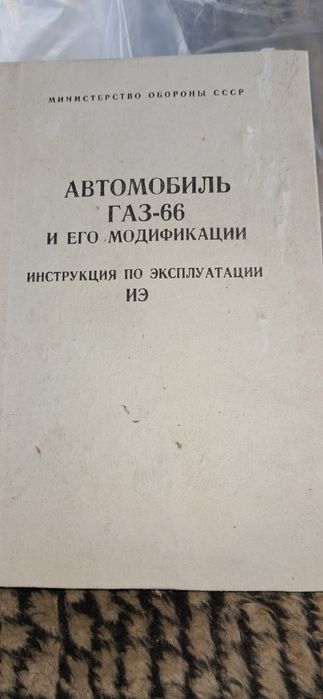 МИНИСТЕРСТВО ОБОРОНЫ СССР
АВТОМОБИЛЬ
ГАЗ-66
И ЕГО МОДИФИКАЦИИ
ИНСТРУКЦИЯ ПО ЭКСПЛУАТАЦИИ
ИЭ